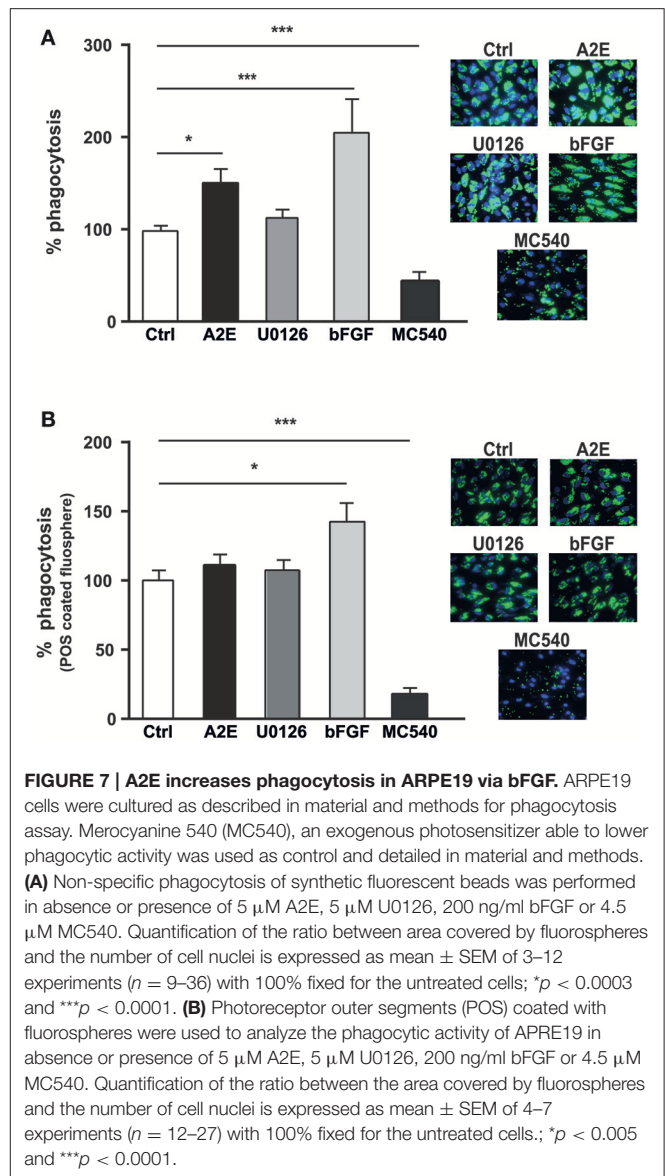 A
300
200
100
0
% phagocytosis
***
***
*
Ctrl A2E U0126 bFGF MC540
Ctrl A2E
U0126 bFGF
MC540
B
200
150
100
50
0
% phagocytosis
(POS coated fluosphere)
***
*
Ctrl A2E U0126 bFGF MC540
Ctrl A2E
U0126 bFGF
MC540
FIGURE 7 | A2E increases phagocytosis in ARPE19 via bFGF. ARPE19
cells were cultured as described in material and methods for phagocytosis
assay. Merocyanine 540 (MC540), an exogenous photosensitizer able to lower
phagocytic activity was used as control and detailed in material and methods.
(A) Non-specific phagocytosis of synthetic fluorescent beads was performed
in absence or presence of 5 μM A2E, 5 μM U0126, 200 ng/ml bFGF or 4.5
μM MC540. Quantification of the ratio between area covered by fluorospheres
and the number of cell nuclei is expressed as mean ± SEM of 3–12
experiments (n = 9–36) with 100% fixed for the untreated cells; *p < 0.0003
and ***p < 0.0001. (B) Photoreceptor outer segments (POS) coated with
fluorospheres were used to analyze the phagocytic activity of APRE19 in
absence or presence of 5 μM A2E, 5 μM U0126, 200 ng/ml bFGF or 4.5 μM
MC540. Quantification of the ratio between the area covered by fluorospheres
and the number of cell nuclei is expressed as mean ± SEM of 4–7
experiments (n = 12–27) with 100% fixed for the untreated cells.; *p < 0.005
and ***p < 0.0001.